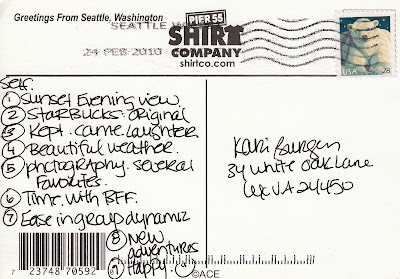 Greetings From Seattle, Washington
SEATTLE W
24 FEB 2010
PIER 55
SHIRT
COMPANY
shirtco.com
USA 28
Self:
① Sunset Evening view.
② StarBucks: Original
③ Kept calm laughter
④ Beautiful weather.
⑤ photography: several
Favorites.
⑥ Time with BFF.
⑦ Ease in group dynamic
⑧ New
adventures
⑨ Happy.
Kari
34 White Oak Lane
VA 24450
7 23748 70592
©ACE